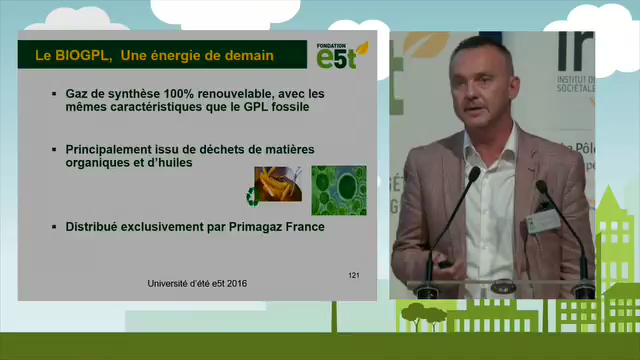 Le BIOGPL, Une énergie de demain
FONDATION
e5t
Gaz de synthèse 100% renouvelable, avec les
mêmes caractéristiques que le GPL fossile
Principalement issu de déchets de matières
organiques et d'huiles
Distribué exclusivement par Primagaz France
121
Université d'été e5t 2016
INSTITUT D
SOCIÉTALE
Pôl